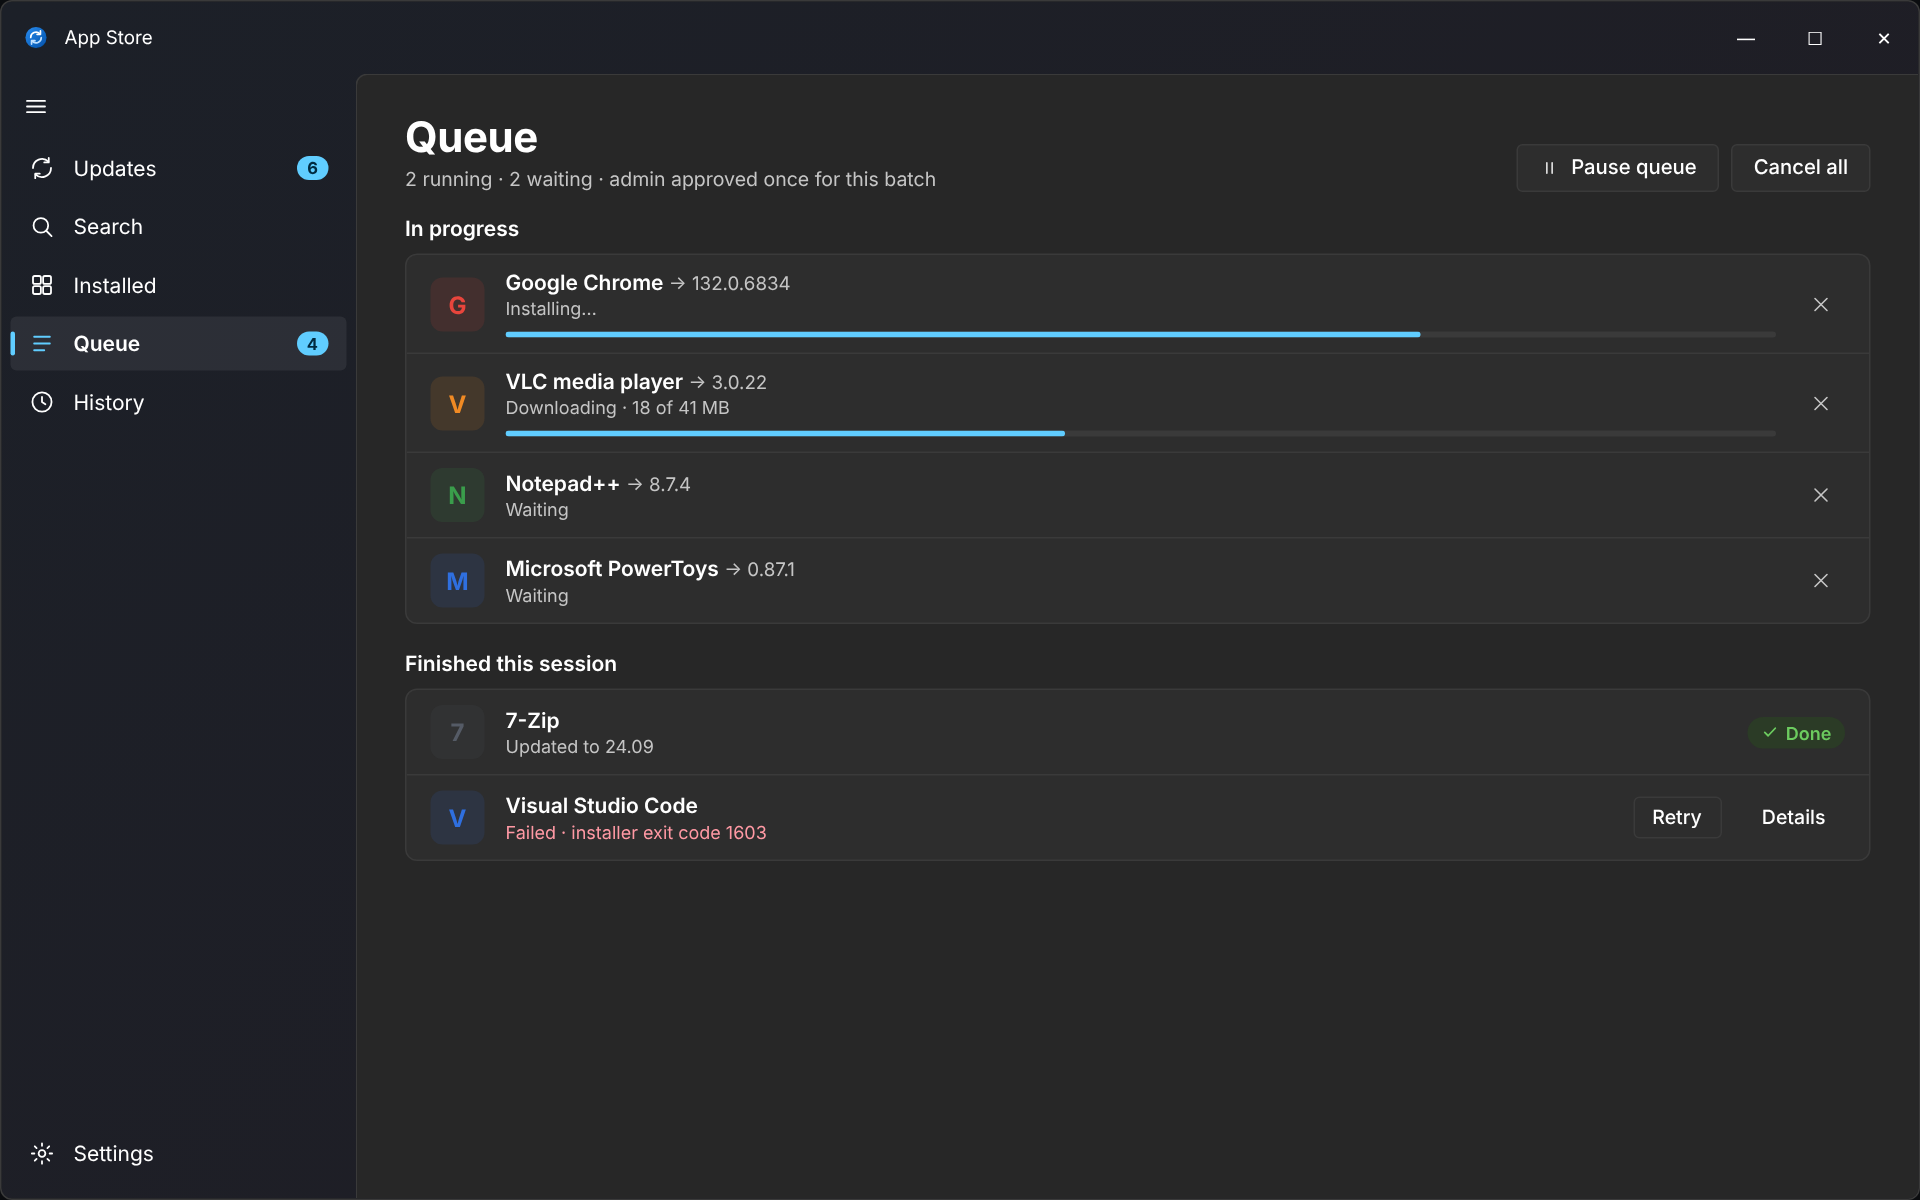 App Store
Updates 6
Search
Installed
Queue 4
History
Settings
Queue
2 running · 2 waiting · admin approved once for this batch
Pause queue
Cancel all
In progress
G
Google Chrome → 132.0.6834
Installing...
V
VLC media player → 3.0.22
Downloading · 18 of 41 MB
N
Notepad++ → 8.7.4
Waiting
M
Microsoft PowerToys → 0.87.1
Waiting
Finished this session
7
7-Zip
Updated to 24.09
✓ Done
V
Visual Studio Code
Failed · installer exit code 1603
Retry
Details